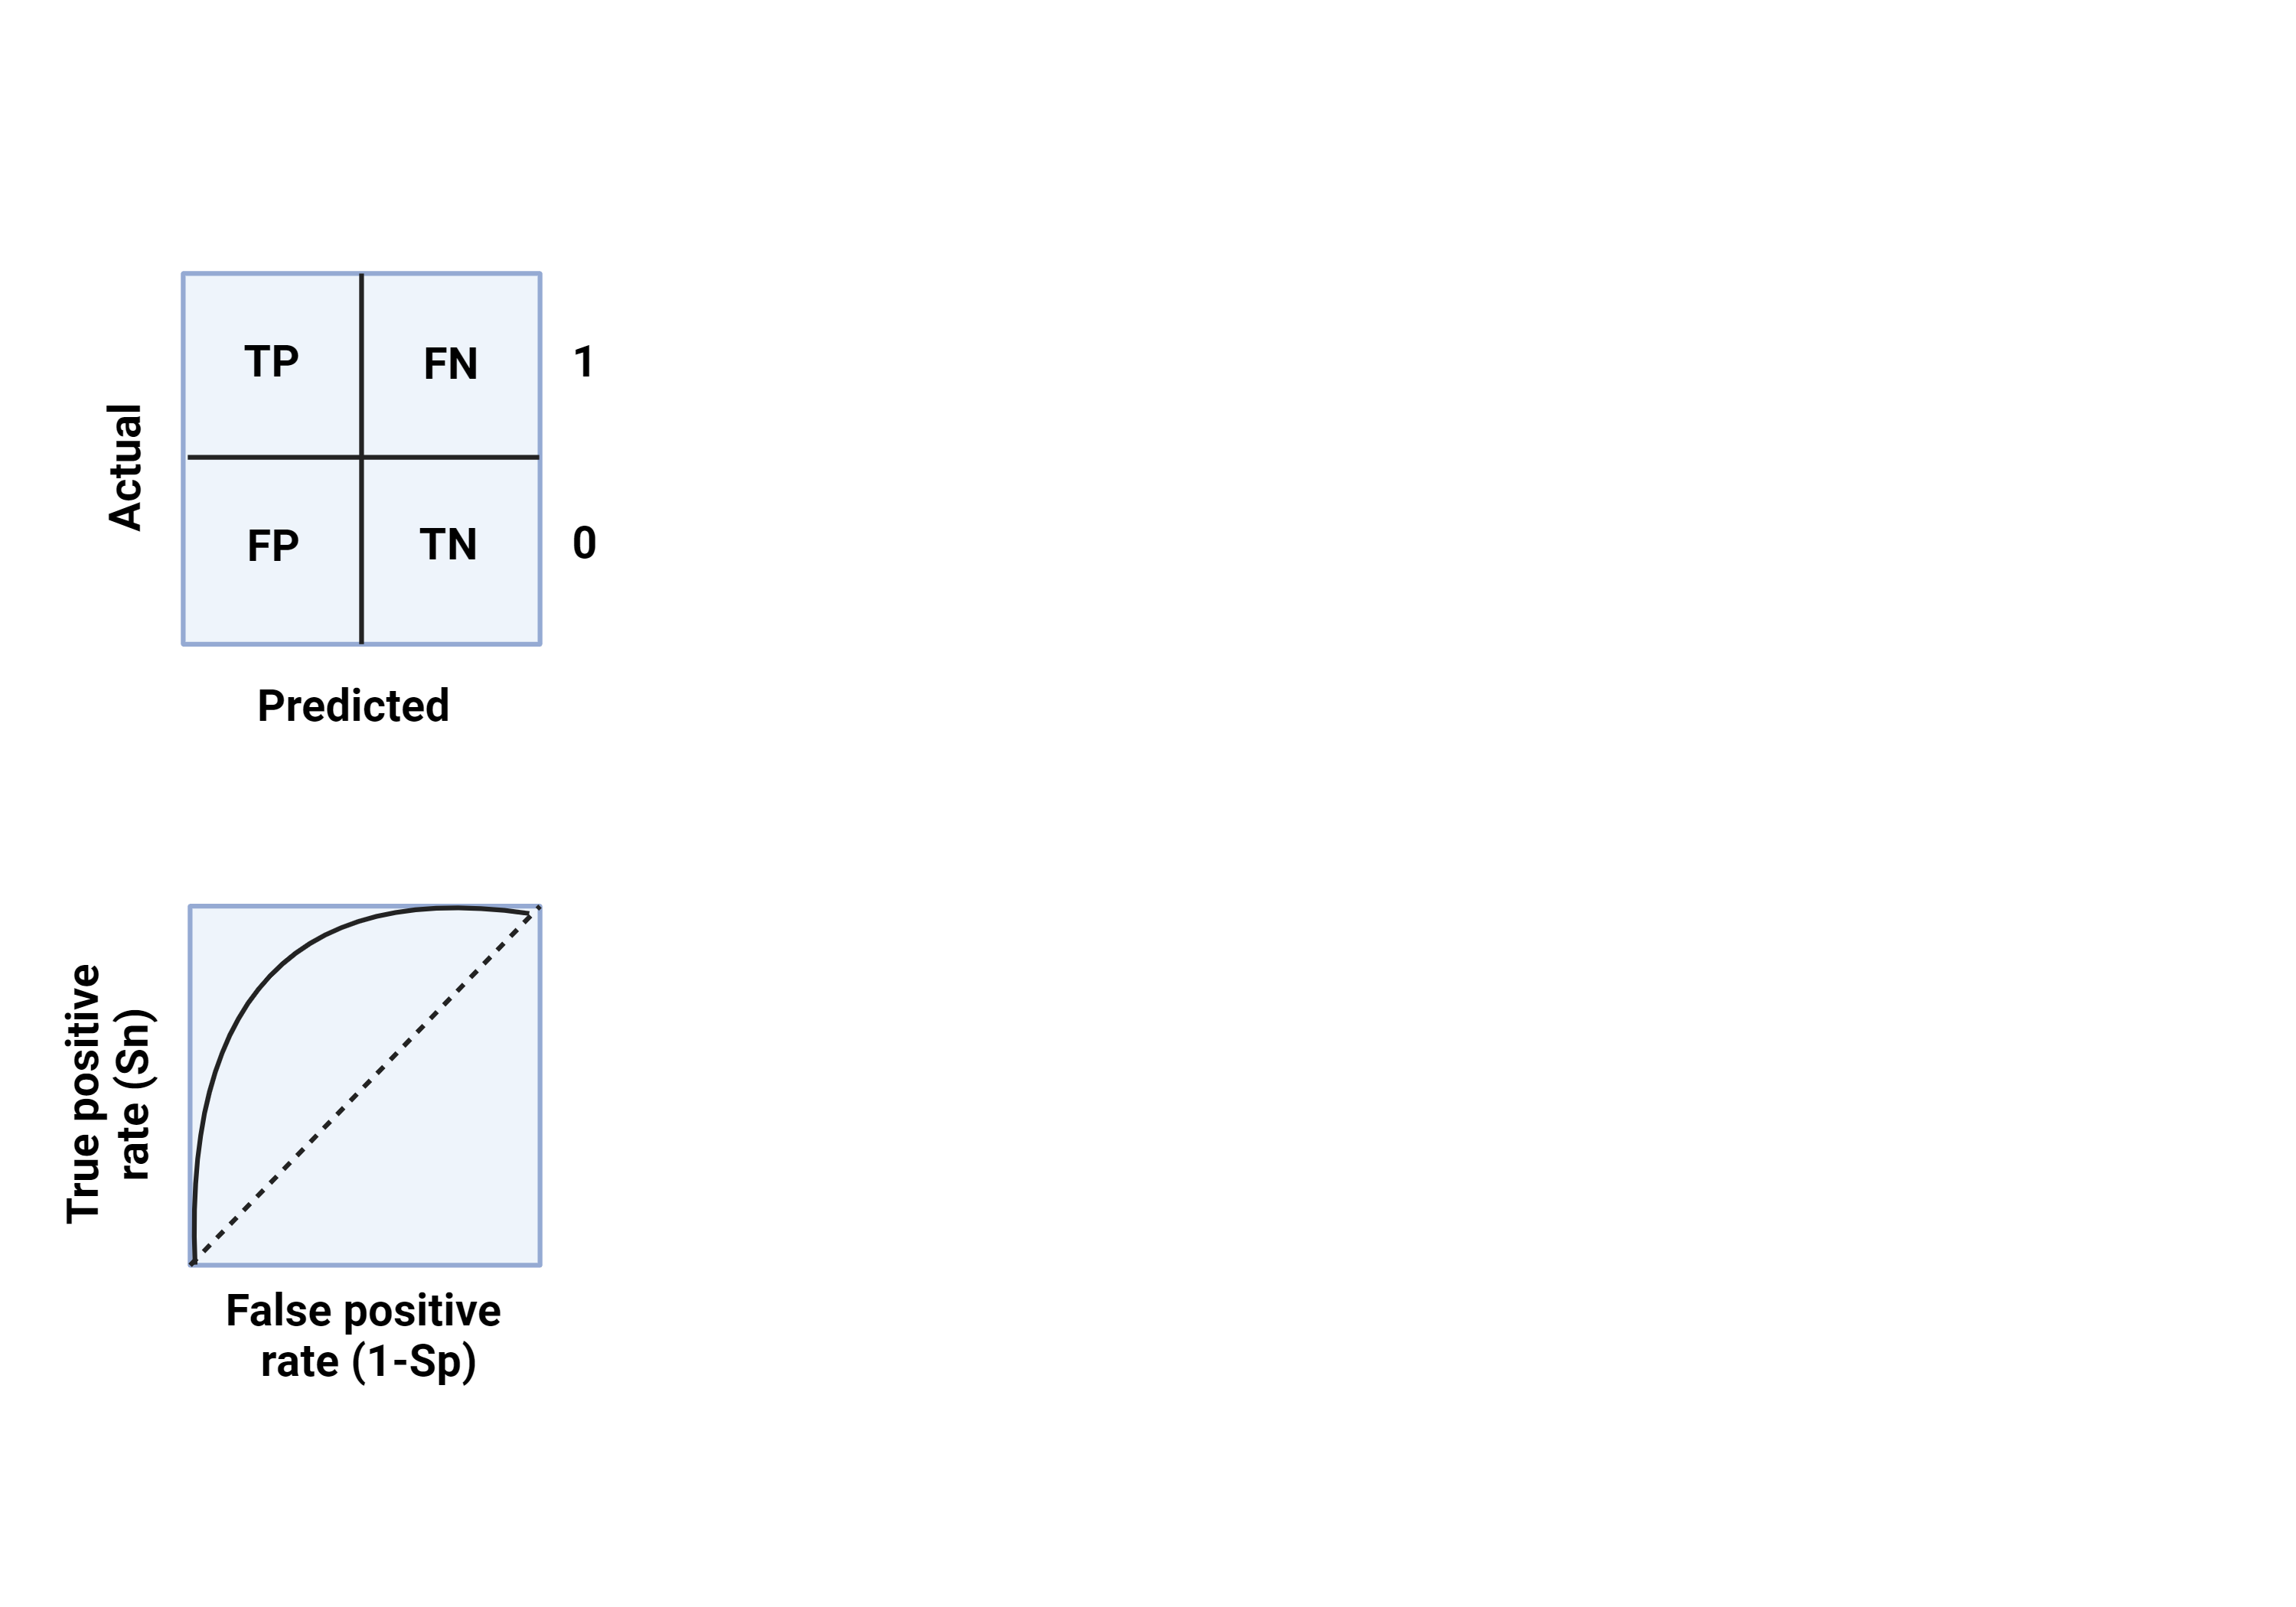 TP
FN
1
Actual
FP
TN
0
Predicted
True positive
rate (Sn)
False positive
rate (1-Sp)